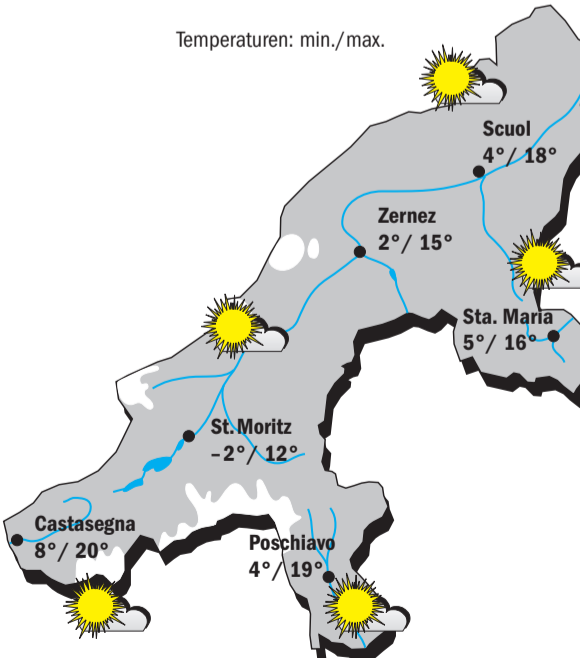 Temperaturen: min./max.
Scuol
4°/ 18°
Zernez
2°/ 15°
Sta. Maria
5°/ 16°
St. Moritz
–2°/ 12°
Castasegna
8°/ 20°
Poschiavo
4°/ 19°